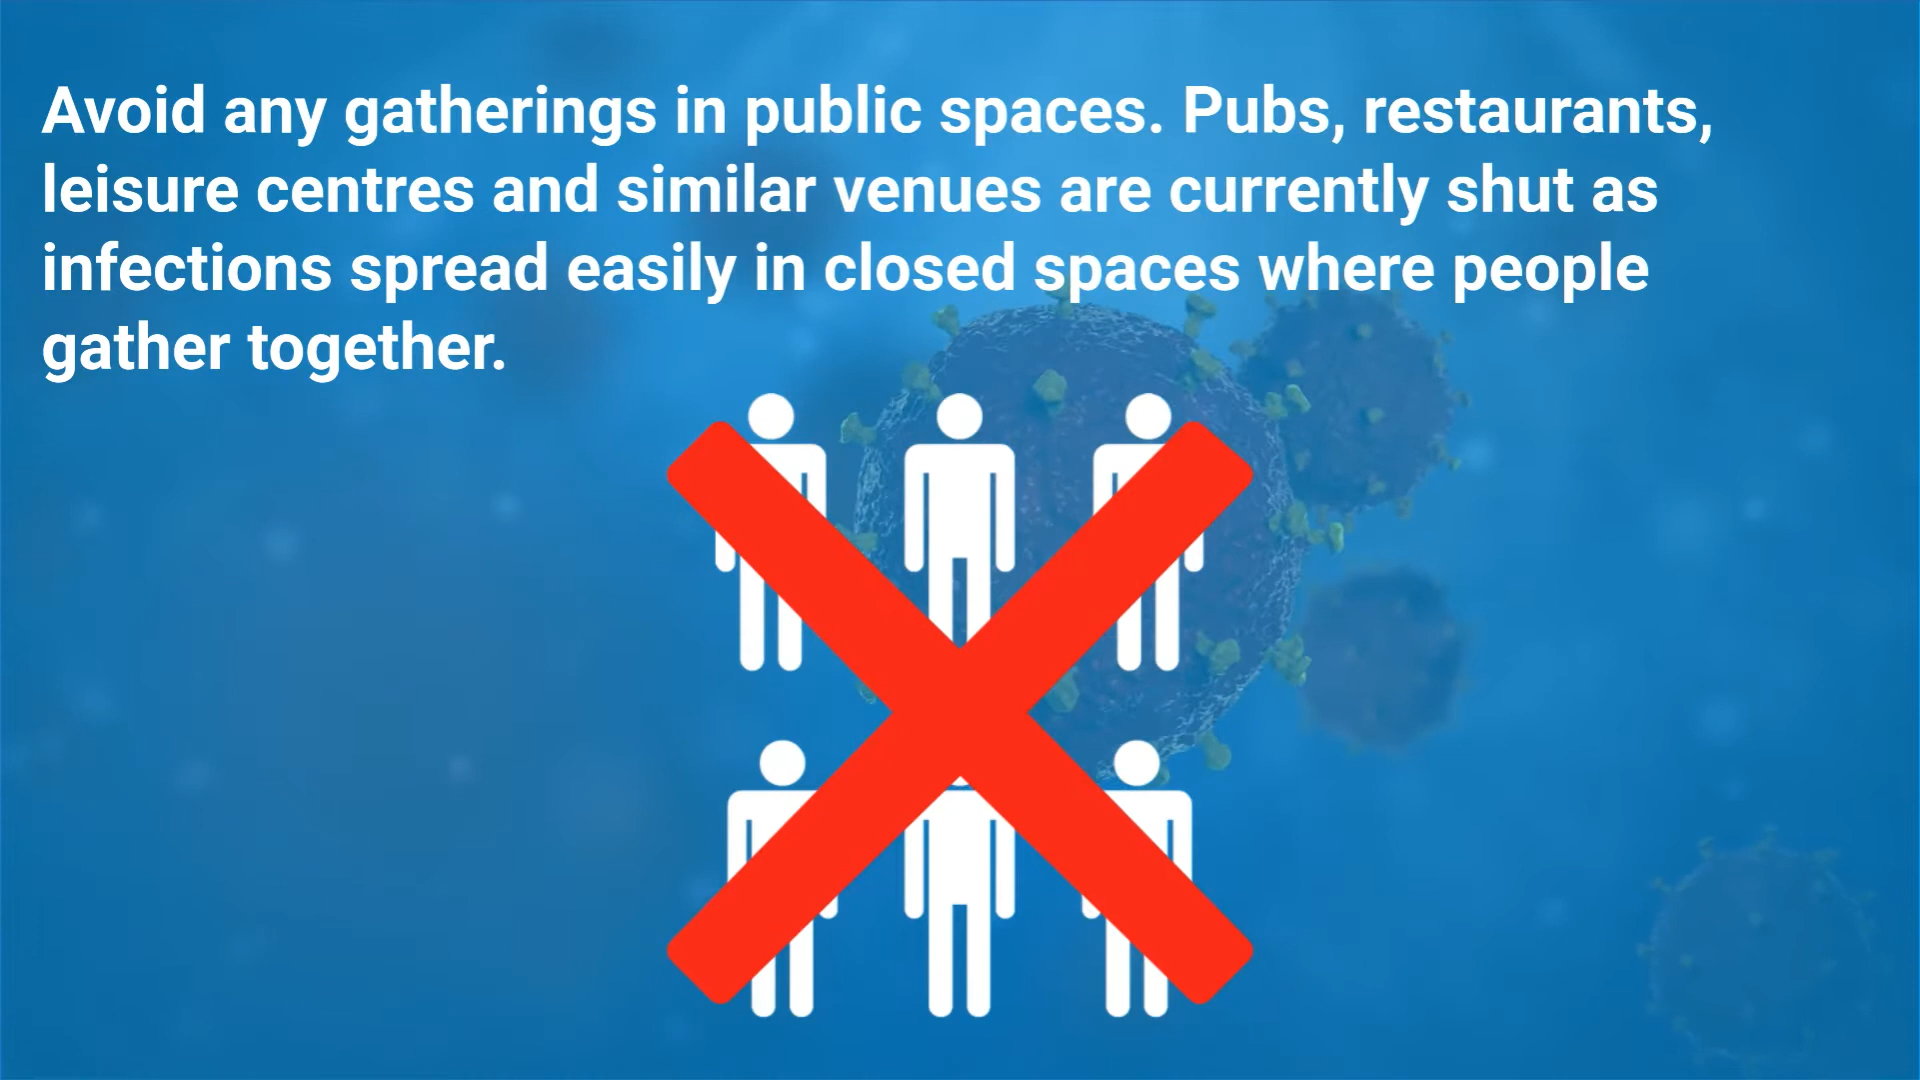 Avoid any gatherings in public spaces. Pubs, restaurants,
leisure centres and similar venues are currently shut as
infections spread easily in closed spaces where people
gather together.